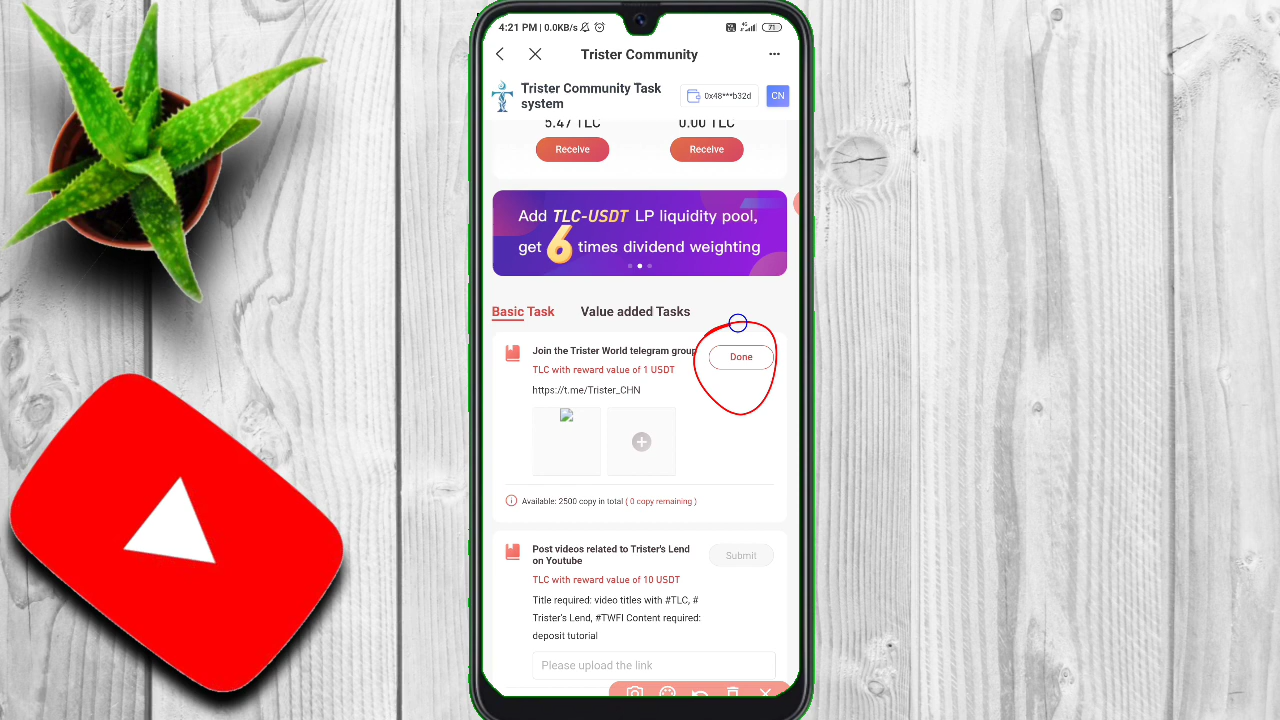 4:21 PM | 0.0KB/s
71
Trister Community
Trister Community Task
system
0x48***b32d
CN
5.47 TLC
0.00 TLC
Receive
Receive
Add TLC-USDT LP liquidity pool,
get 6 times dividend weighting
Basic Task
Value added Tasks
Join the Trister World telegram group
Done
TLC with reward value of 1 USDT
https://t.me/Trister_CHN
Available: 2500 copy in total ( 0 copy remaining )
Post videos related to Trister's Lend
on Youtube
Submit
TLC with reward value of 10 USDT
Title required: video titles with #TLC, #
Trister's Lend, #TWFI Content required:
deposit tutorial
Please upload the link